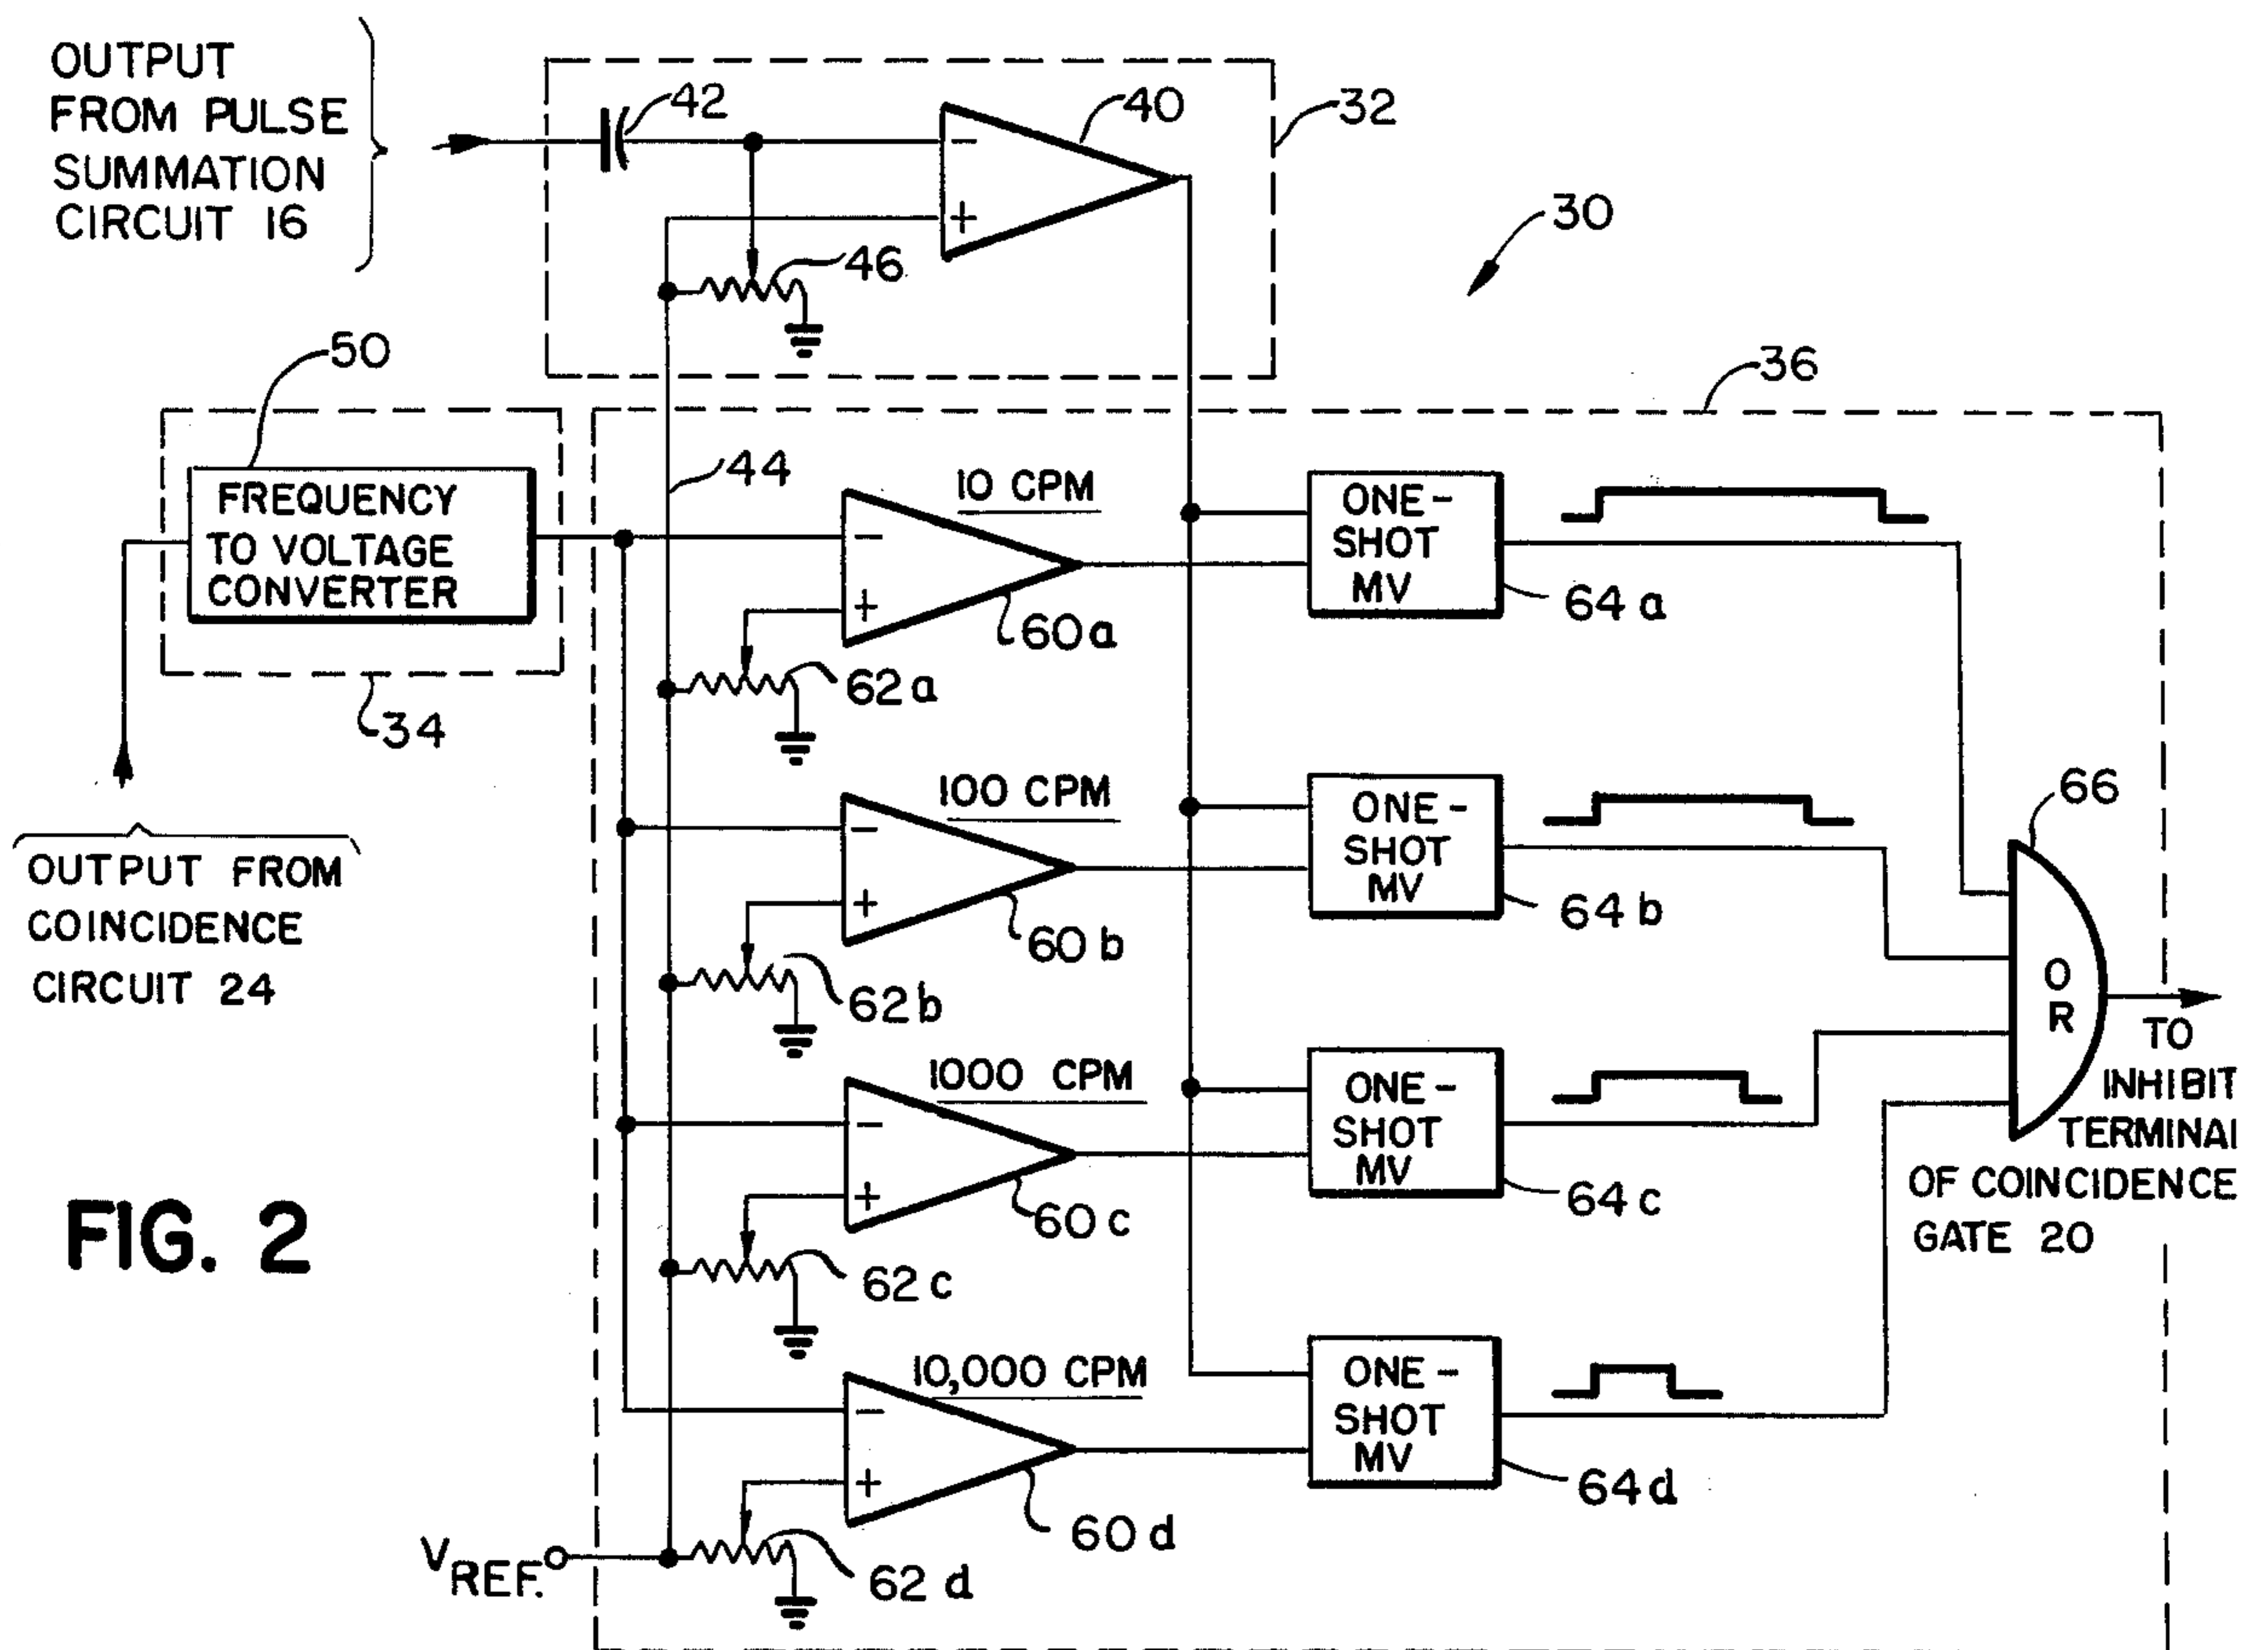 OUTPUT
FROM PULSE
SUMMATION
CIRCUIT 16
42
40
32
−
+
46
30
50
36
FREQUENCY
TO VOLTAGE
CONVERTER
44
10 CPM
−
+
60a
62a
34
ONE-
SHOT
MV
64a
OUTPUT FROM
COINCIDENCE
CIRCUIT 24
100 CPM
−
+
60b
62b
ONE-
SHOT
MV
64b
66
OR
TO
INHIBIT
TERMINAL
OF COINCIDENCE
GATE 20
1000 CPM
−
+
60c
62c
ONE-
SHOT
MV
64c
FIG. 2
10,000 CPM
−
+
60d
62d
ONE-
SHOT
MV
64d
VREF.